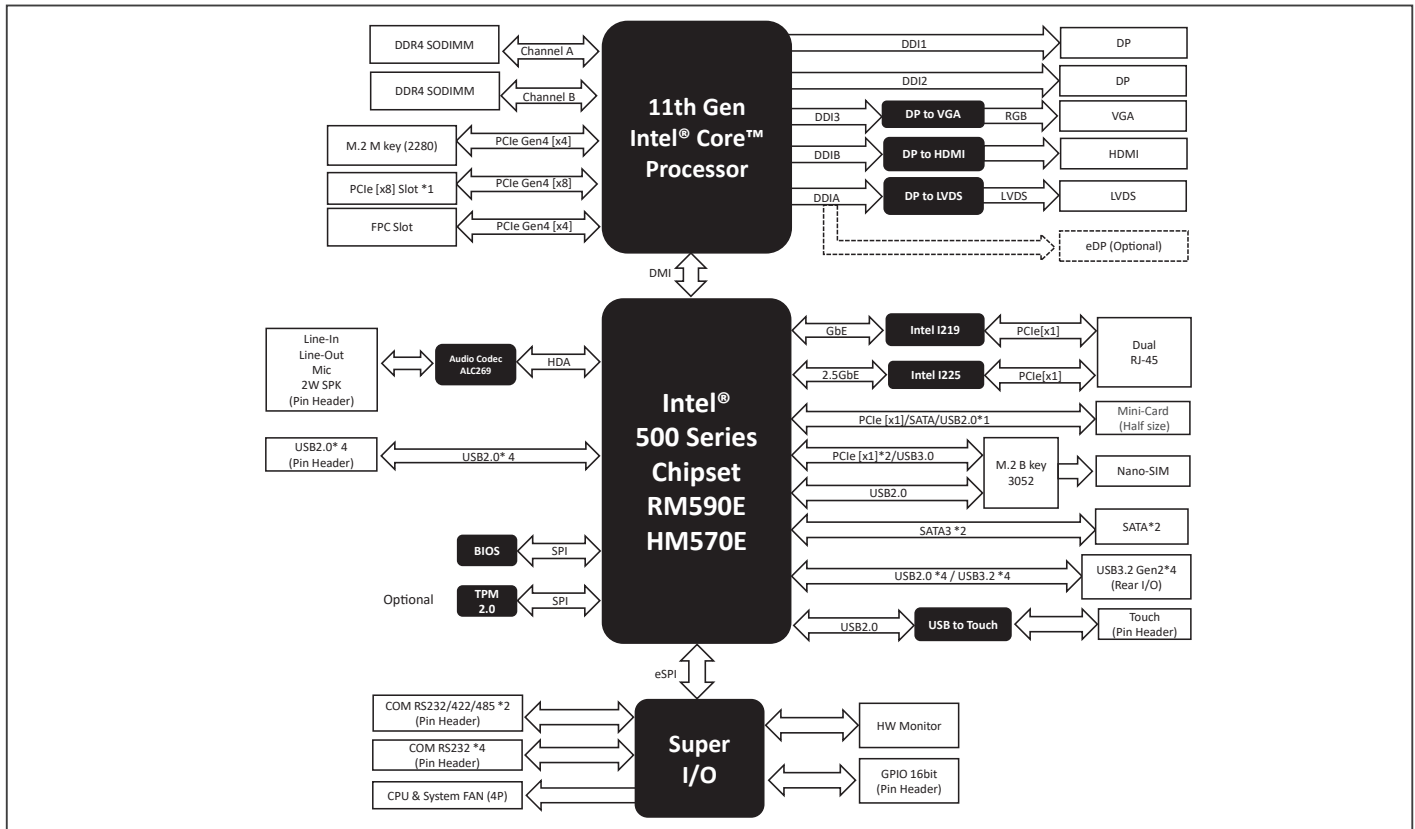 DDR4 SODIMM
Channel A
DDR4 SODIMM
Channel B
M.2 M key (2280)
PCIe Gen4 [x4]
PCIe [x8] Slot *1
PCIe Gen4 [x8]
FPC Slot
PCIe Gen4 [x4]
11th Gen
Intel® Core™
Processor
DDI1
DP
DDI2
DP
DDI3
DP to VGA
RGB
VGA
DDIB
DP to HDMI
HDMI
DDIA
DP to LVDS
LVDS
LVDS
eDP (Optional)
DMI
Line-In
Line-Out
Mic
2W SPK
(Pin Header)
Audio Codec
ALC269
HDA
USB2.0* 4
(Pin Header)
USB2.0* 4
BIOS
SPI
Optional
TPM
2.0
SPI
Intel®
500 Series
Chipset
RM590E
HM570E
GbE
Intel I219
PCIe[x1]
Dual
RJ-45
2.5GbE
Intel I225
PCIe[x1]
PCIe [x1]/SATA/USB2.0*1
Mini-Card
(Half size)
PCIe [x1]*2/USB3.0
USB2.0
M.2 B key
3052
Nano-SIM
SATA3 *2
SATA*2
USB2.0 *4 / USB3.2 *4
USB3.2 Gen2*4
(Rear I/O)
USB2.0
USB to Touch
Touch
(Pin Header)
eSPI
COM RS232/422/485 *2
(Pin Header)
COM RS232 *4
(Pin Header)
CPU & System FAN (4P)
Super
I/O
HW Monitor
GPIO 16bit
(Pin Header)